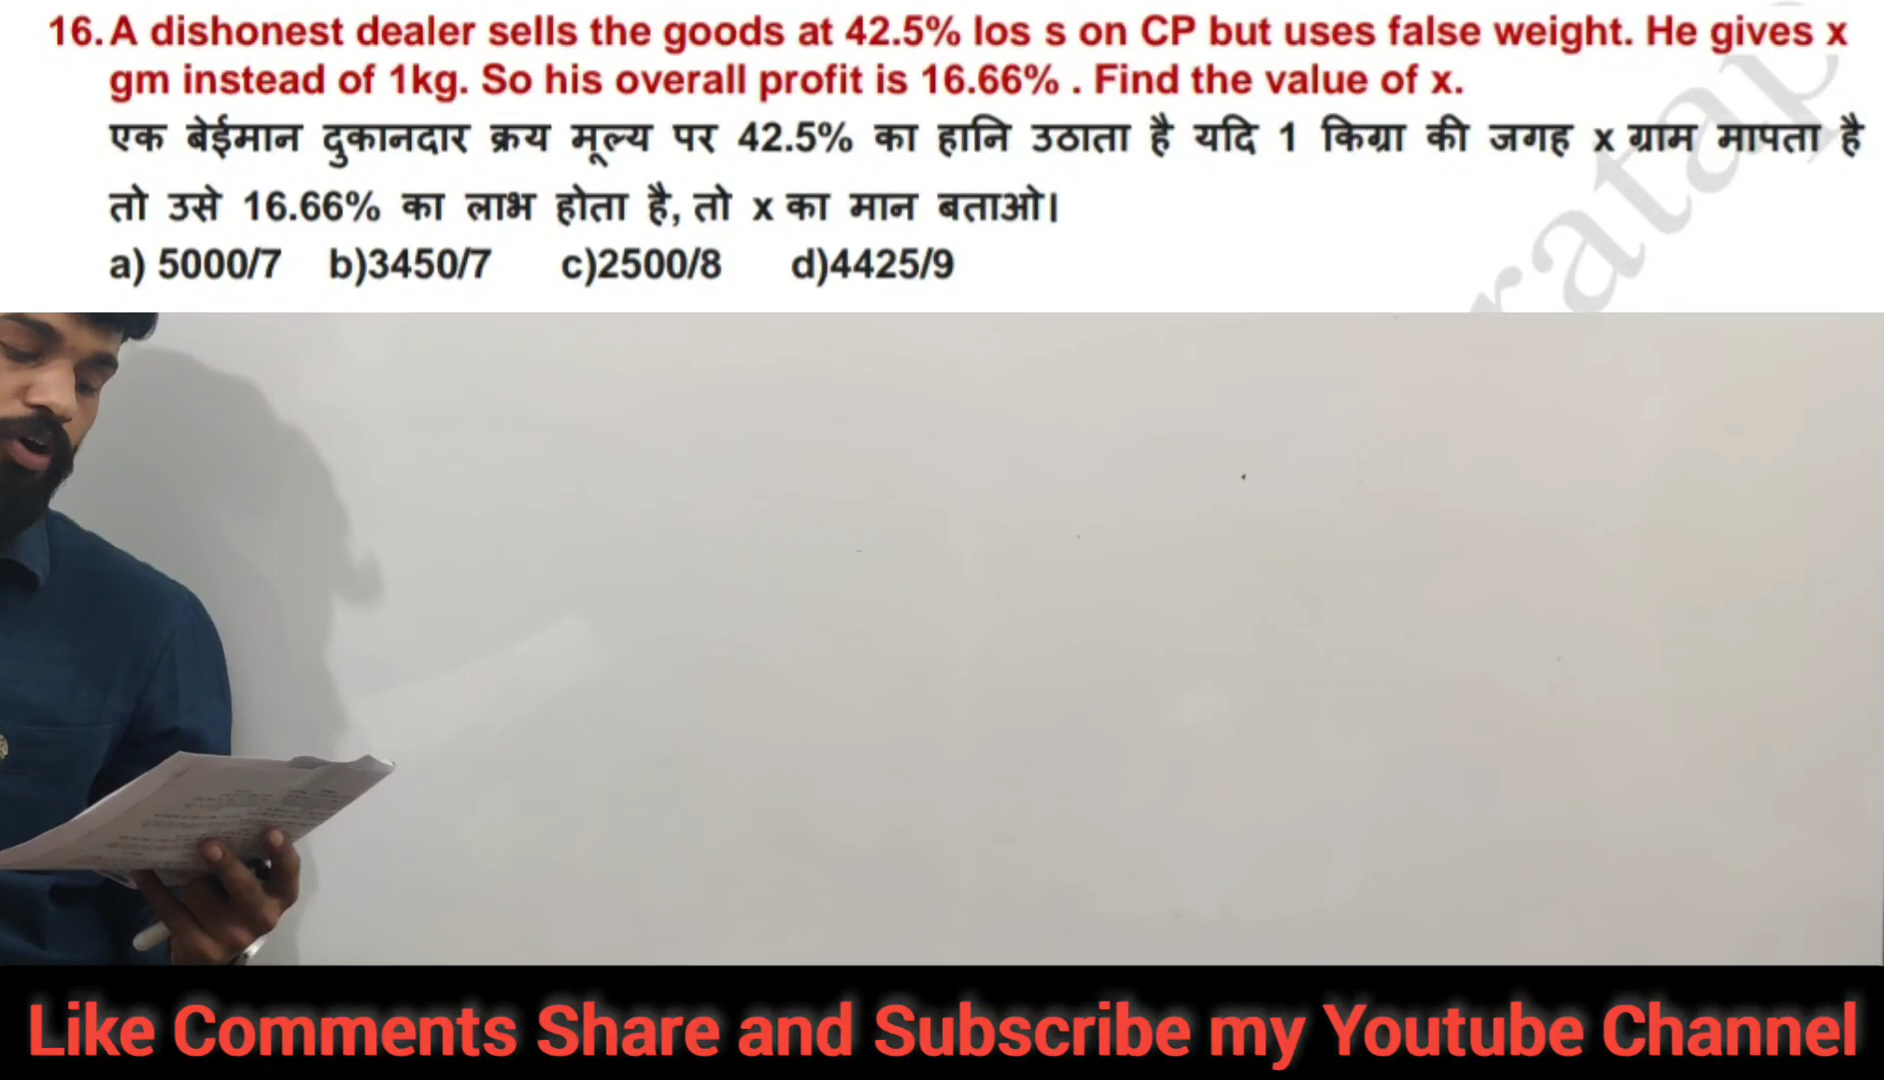 16. A dishonest dealer sells the goods at 42.5% los s on CP but uses false weight. He gives x
gm instead of 1kg. So his overall profit is 16.66% . Find the value of x.
एक बेईमान दुकानदार क्रय मूल्य पर 42.5% का हानि उठाता है यदि 1 किग्रा की जगह x ग्राम मापता है
तो उसे 16.66% का लाभ होता है, तो x का मान बताओ।
a) 5000/7 b)3450/7 c)2500/8 d)4425/9
ratap
Like Comments Share and Subscribe my Youtube Channel